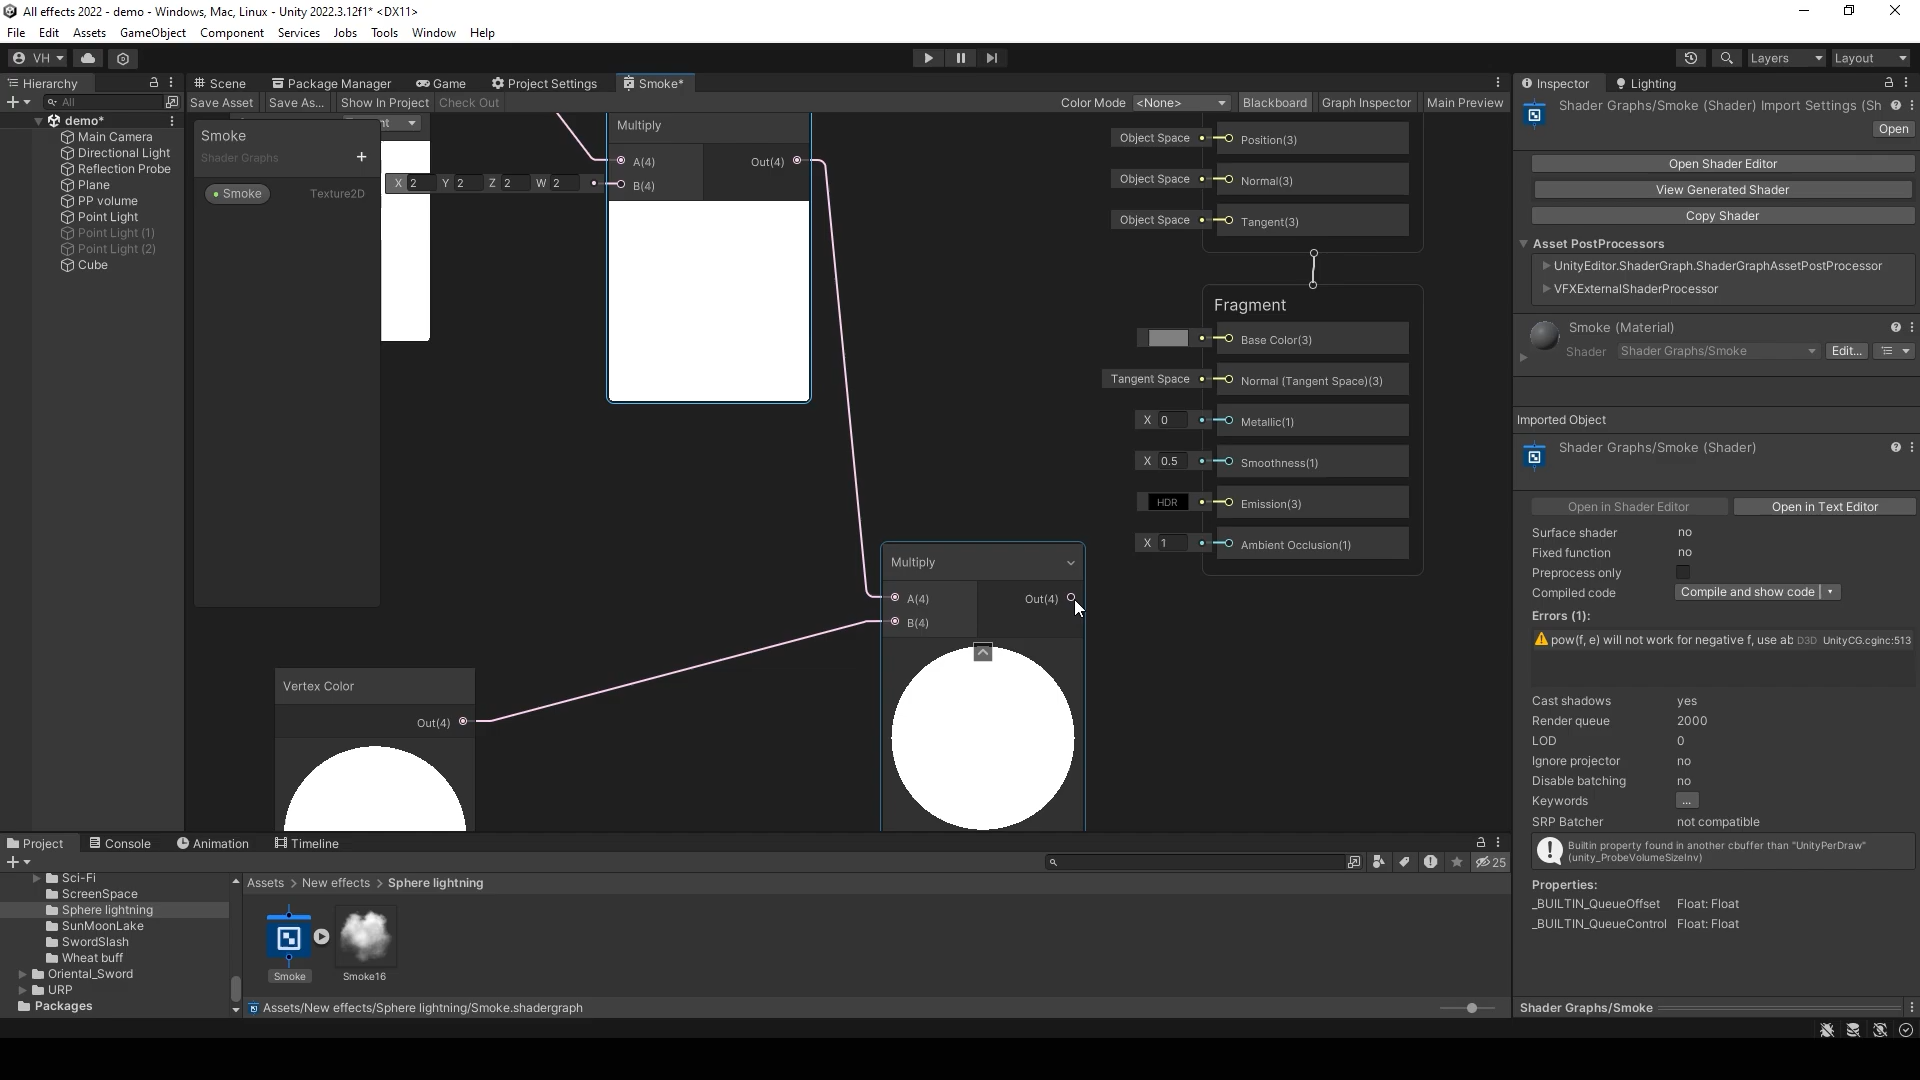 All effects 2022 - demo - Windows, Mac, Linux - Unity 2022.3.12f1* <DX11>
File Edit Assets GameObject Component Services Jobs Tools Window Help
VH Layers Layout
Hierarchy Scene Package Manager Game Project Settings Smoke* Inspector Lighting
All Save Asset Save As... Show In Project Check Out Color Mode <None> Blackboard Graph Inspector Main Preview
Shader Graphs/Smoke (Shader) Import Settings (Sh
Open
demo*
Main Camera
Directional Light
Reflection Probe
Plane
PP volume
Point Light
Point Light (1)
Point Light (2)
Cube
Smoke
Shader Graphs
Smoke Texture2D
Multiply
A(4) Out(4)
X 2 Y 2 Z 2 W 2 B(4)
Object Space Position(3)
Object Space Normal(3)
Object Space Tangent(3)
Fragment
Base Color(3)
Tangent Space Normal (Tangent Space)(3)
X 0 Metallic(1)
X 0.5 Smoothness(1)
HDR Emission(3)
X 1 Ambient Occlusion(1)
Multiply
A(4) Out(4)
B(4)
Vertex Color
Out(4)
Open Shader Editor
View Generated Shader
Copy Shader
Asset PostProcessors
UnityEditor.ShaderGraph.ShaderGraphAssetPostProcessor
VFXExternalShaderProcessor
Smoke (Material)
Shader Shader Graphs/Smoke Edit...
Imported Object
Shader Graphs/Smoke (Shader)
Open in Shader Editor Open in Text Editor
Surface shader no
Fixed function no
Preprocess only
Compiled code Compile and show code
Errors (1):
pow(f, e) will not work for negative f, use ab D3D UnityCG.cginc:513
Cast shadows yes
Render queue 2000
LOD 0
Ignore projector no
Disable batching no
Keywords ...
SRP Batcher not compatible
Builtin property found in another cbuffer than "UnityPerDraw"
(unity_ProbeVolumeSizeInv)
Properties:
_BUILTIN_QueueOffset Float: Float
_BUILTIN_QueueControl Float: Float
Shader Graphs/Smoke
Project Console Animation Timeline
25
Sci-Fi
ScreenSpace
Sphere lightning
SunMoonLake
SwordSlash
Wheat buff
Oriental_Sword
URP
Packages
Assets > New effects > Sphere lightning
Smoke Smoke16
Assets/New effects/Sphere lightning/Smoke.shadergraph